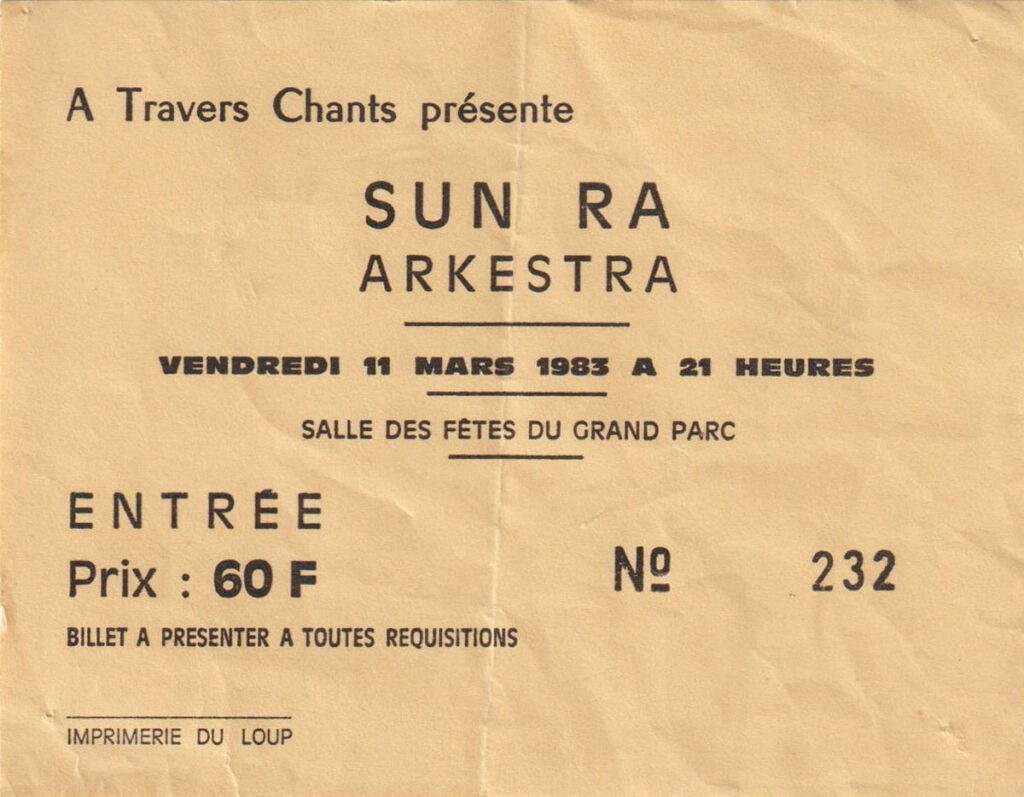 A Travers Chants présente
SUN RA
ARKESTRA
VENDREDI 11 MARS 1983 A 21 HEURES
SALLE DES FÊTES DU GRAND PARC
ENTRÉE
Prix : 60 F
Nº 232
BILLET A PRESENTER A TOUTES REQUISITIONS
IMPRIMERIE DU LOUP